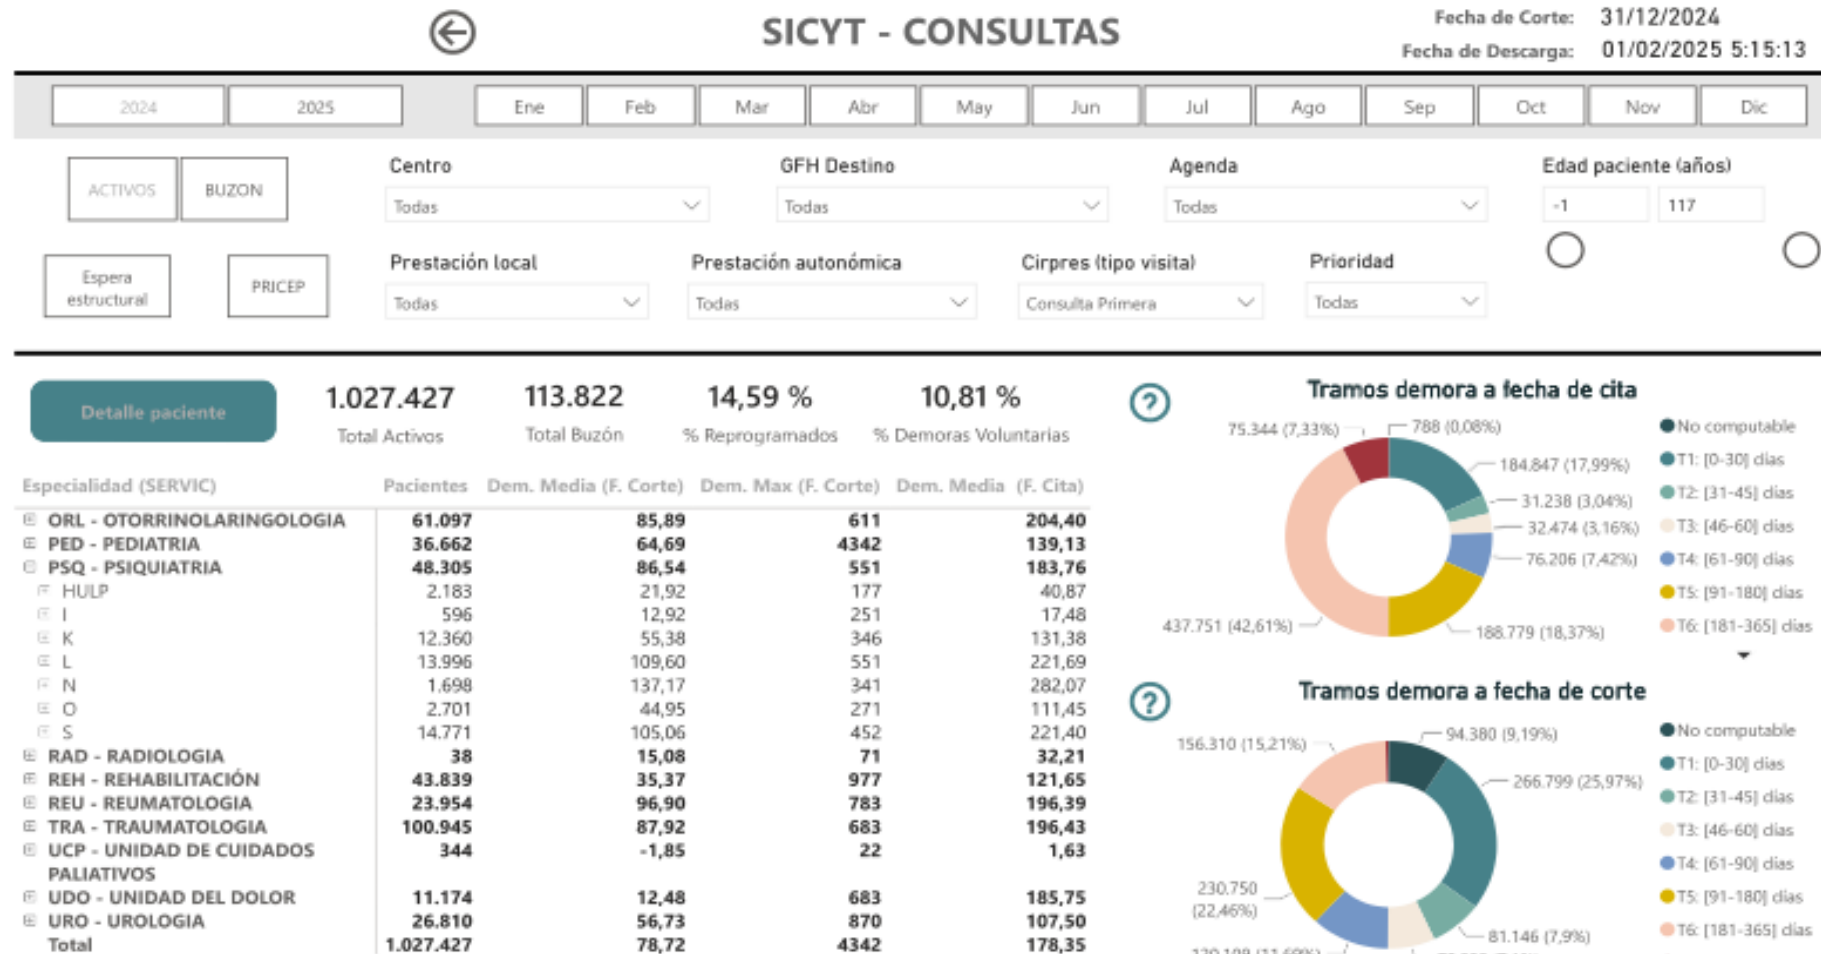 SICYT - CONSULTAS
Fecha de Corte: 31/12/2024
Fecha de Descarga: 01/02/2025 5:15:13
2024 2025 Ene Feb Mar Abr May Jun Jul Ago Sep Oct Nov Dic
ACTIVOS BUZON
Centro GFH Destino Agenda Edad paciente (años)
Todas Todas Todas -1 117
Espera estructural PRICEP
Prestación local Prestación autonómica Cirpres (tipo visita) Prioridad
Todas Todas Consulta Primera Todas
Detalle paciente
1.027.427 113.822 14,59 % 10,81 %
Total Activos Total Buzón % Reprogramados % Demoras Voluntarias
Especialidad (SERVIC) Pacientes Dem. Media (F. Corte) Dem. Max (F. Corte) Dem. Media (F. Cita)
ORL - OTORRINOLARINGOLOGIA 61.097 85,89 611 204,40
PED - PEDIATRIA 36.662 64,69 4342 139,13
PSQ - PSIQUIATRIA 48.305 86,54 551 183,76
HULP 2.183 21,92 177 40,87
I 596 12,92 251 17,48
K 12.360 55,38 346 131,38
L 13.996 109,60 551 221,69
N 1.698 137,17 341 282,07
O 2.701 44,95 271 111,45
S 14.771 105,06 452 221,40
RAD - RADIOLOGIA 38 15,08 71 32,21
REH - REHABILITACIÓN 43.839 35,37 977 121,65
REU - REUMATOLOGIA 23.954 96,90 783 196,39
TRA - TRAUMATOLOGIA 100.945 87,92 683 196,43
UCP - UNIDAD DE CUIDADOS 344 -1,85 22 1,63
PALIATIVOS
UDO - UNIDAD DEL DOLOR 11.174 12,48 683 185,75
URO - UROLOGIA 26.810 56,73 870 107,50
Total 1.027.427 78,72 4342 178,35
?
Tramos demora a fecha de cita
75.344 (7,33%)
788 (0,08%)
184.847 (17,99%)
31.238 (3,04%)
32.474 (3,16%)
76.206 (7,42%)
188.779 (18,37%)
437.751 (42,61%)
No computable
T1: [0-30] días
T2: [31-45] días
T3: [46-60] días
T4: [61-90] días
T5: [91-180] días
T6: [181-365] días
?
Tramos demora a fecha de corte
156.310 (15,21%)
94.380 (9,19%)
266.799 (25,97%)
81.146 (7,9%)
230.750
(22,46%)
No computable
T1: [0-30] días
T2: [31-45] días
T3: [46-60] días
T4: [61-90] días
T5: [91-180] días
T6: [181-365] días